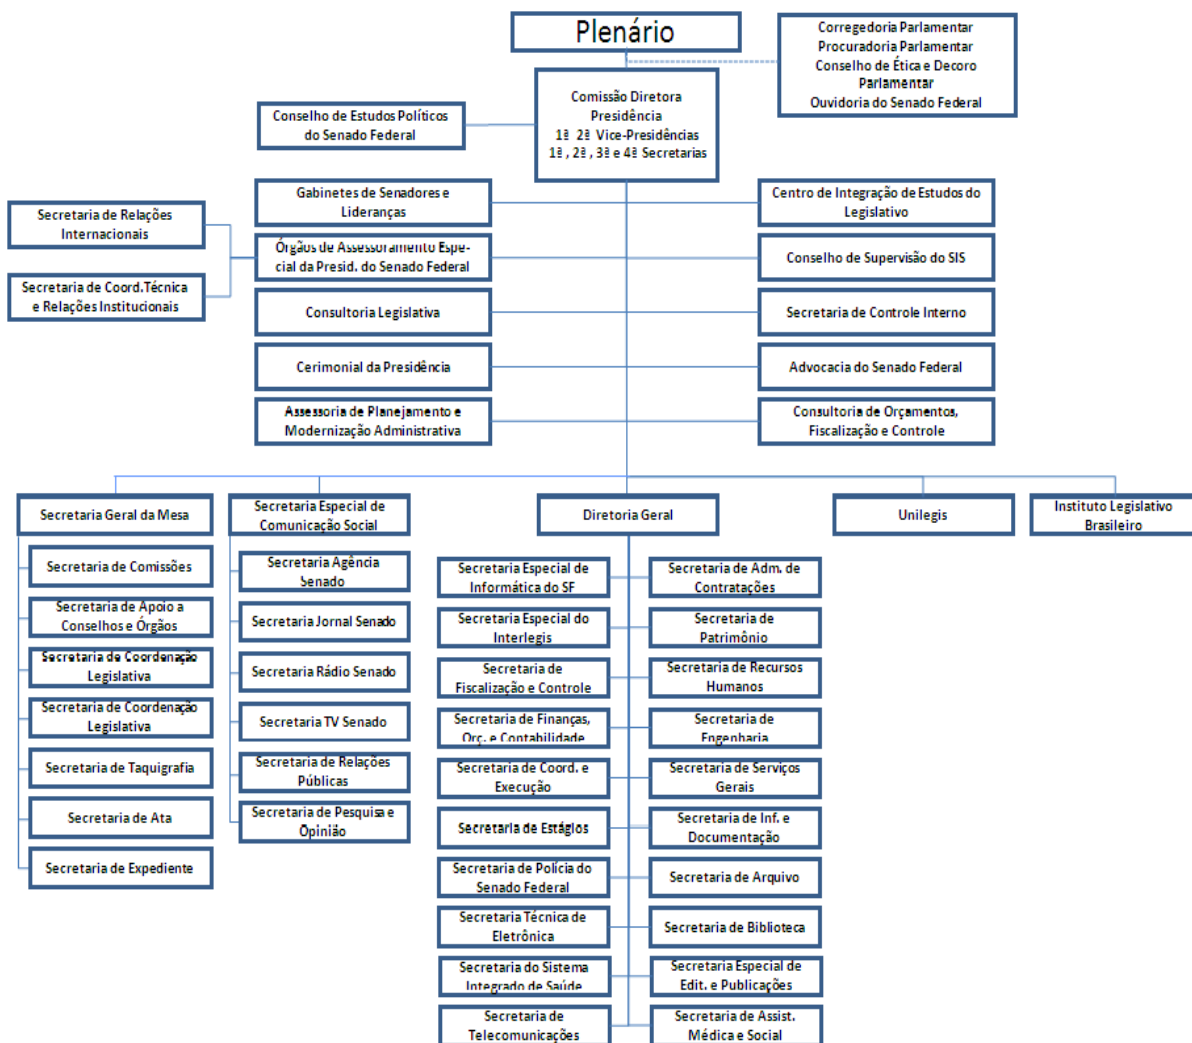 Plenário
Corregedoria Parlamentar
Procuradoria Parlamentar
Conselho de Ética e Decoro
Parlamentar
Ouvidoria do Senado Federal
Comissão Diretora
Presidência
1ª 2ª Vice-Presidências
1ª , 2ª , 3ª e 4ª Secretarias
Conselho de Estudos Políticos
do Senado Federal
Gabinetes de Senadores e
Lideranças
Centro de Integração de Estudos do
Legislativo
Secretaria de Relações
Internacionais
Órgãos de Assessoramento Espe-
cial da Presid. do Senado Federal
Conselho de Supervisão do SIS
Secretaria de Coord.Técnica
e Relações Institucionais
Consultoria Legislativa
Secretaria de Controle Interno
Cerimonial da Presidência
Advocacia do Senado Federal
Assessoria de Planejamento e
Modernização Administrativa
Consultoria de Orçamentos,
Fiscalização e Controle
Secretaria Geral da Mesa
Secretaria Especial de
Comunicação Social
Diretoria Geral
Unilegis
Instituto Legislativo
Brasileiro
Secretaria de Comissões
Secretaria de Apoio a
Conselhos e Órgãos
Secretaria de Coordenação
Legislativa
Secretaria de Coordenação
Legislativa
Secretaria de Taquigrafia
Secretaria de Ata
Secretaria de Expediente
Secretaria Agência
Senado
Secretaria Jornal Senado
Secretaria Rádio Senado
Secretaria TV Senado
Secretaria de Relações
Públicas
Secretaria de Pesquisa e
Opinião
Secretaria Especial de
Informática do SF
Secretaria Especial do
Interlegis
Secretaria de
Fiscalização e Controle
Secretaria de Finanças,
Orç. e Contabilidade
Secretaria de Coord. e
Execução
Secretaria de Estágios
Secretaria de Polícia do
Senado Federal
Secretaria Técnica de
Eletrônica
Secretaria do Sistema
Integrado de Saúde
Secretaria de
Telecomunicações
Secretaria de Adm. de
Contratações
Secretaria de
Patrimônio
Secretaria de Recursos
Humanos
Secretaria de
Engenharia
Secretaria de Serviços
Gerais
Secretaria de Inf. e
Documentação
Secretaria de Arquivo
Secretaria de Biblioteca
Secretaria Especial de
Edit. e Publicações
Secretaria de Assist.
Médica e Social